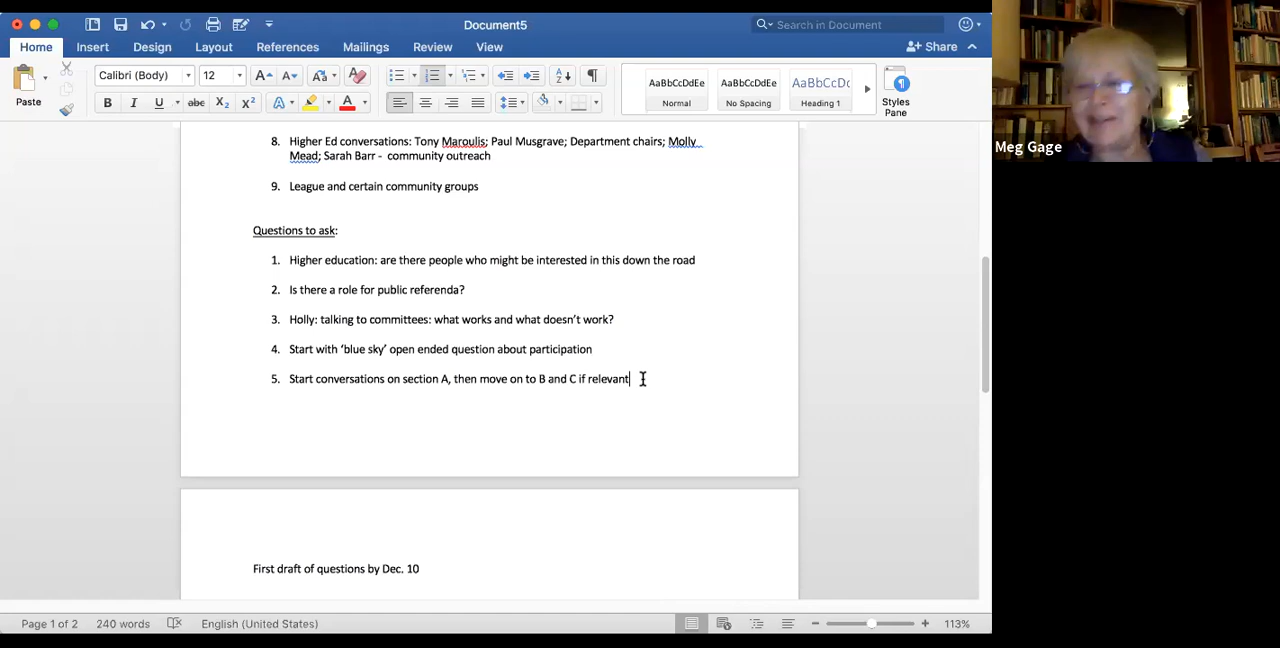 Document5
Search in Document
Home Insert Design Layout References Mailings Review View
Share
Paste
Calibri (Body)
12
AaBbCcDdEe
Normal
AaBbCcDdEe
No Spacing
AaBbCcDc
Heading 1
Styles
Pane
8. Higher Ed conversations: Tony Maroulis; Paul Musgrave; Department chairs; Molly
Mead; Sarah Barr - community outreach
9. League and certain community groups
Questions to ask:
1. Higher education: are there people who might be interested in this down the road
2. Is there a role for public referenda?
3. Holly: talking to committees: what works and what doesn’t work?
4. Start with ‘blue sky’ open ended question about participation
5. Start conversations on section A, then move on to B and C if relevant
First draft of questions by Dec. 10
Page 1 of 2 240 words English (United States) 113%
Meg Gage